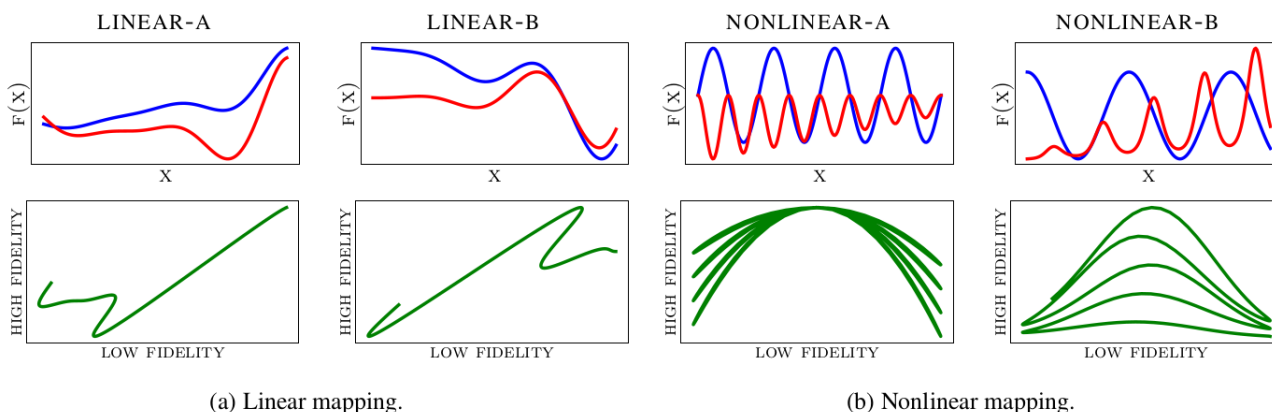 LINEAR-A
LINEAR-B
NONLINEAR-A
NONLINEAR-B
F(X)
X
F(X)
X
F(X)
X
F(X)
X
HIGH FIDELITY
LOW FIDELITY
HIGH FIDELITY
LOW FIDELITY
HIGH FIDELITY
LOW FIDELITY
HIGH FIDELITY
LOW FIDELITY
(a) Linear mapping.
(b) Nonlinear mapping.